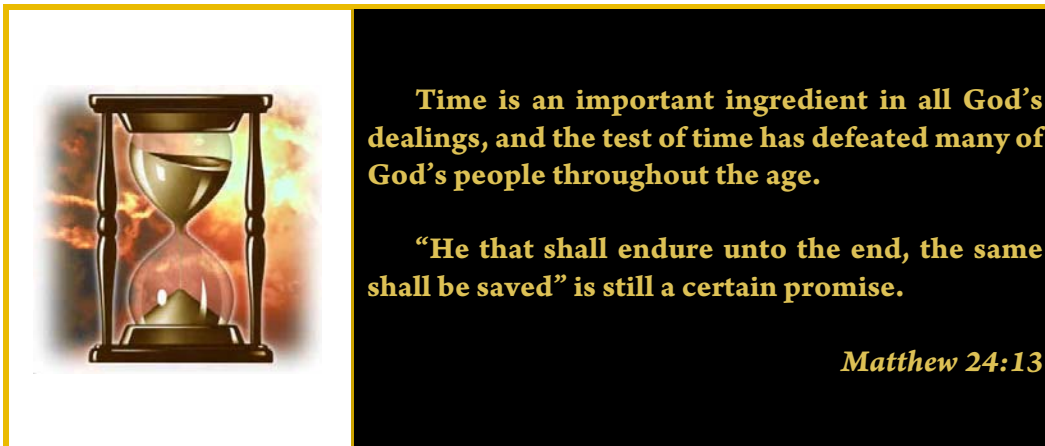 Time is an important ingredient in all God’s
dealings, and the test of time has defeated many of
God’s people throughout the age.
“He that shall endure unto the end, the same
shall be saved” is still a certain promise.
Matthew 24:13